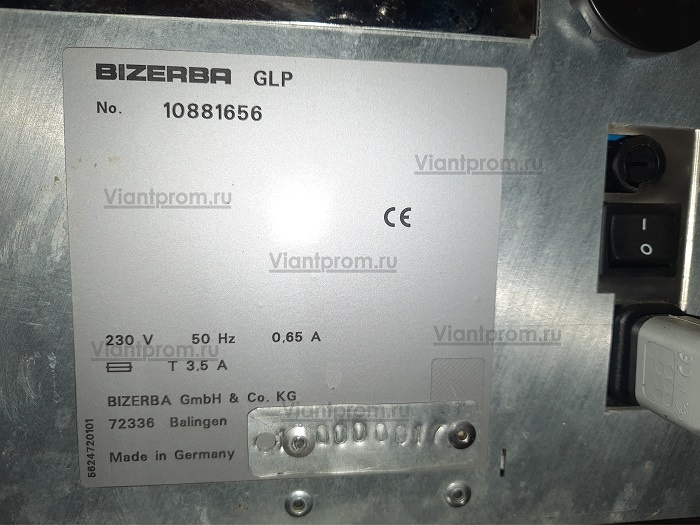 BIZERBA GLP
No. 10881656
Viantprom.ru
Viantprom.ru
CE
Viantprom.ru
230 V 50 Hz 0,65 A
Viantprom.ru
Viantprom.ru
T 3,5 A
BIZERBA GmbH & Co. KG
Viantprom.ru
72336 Balingen
Made in Germany
5624720101
I
O